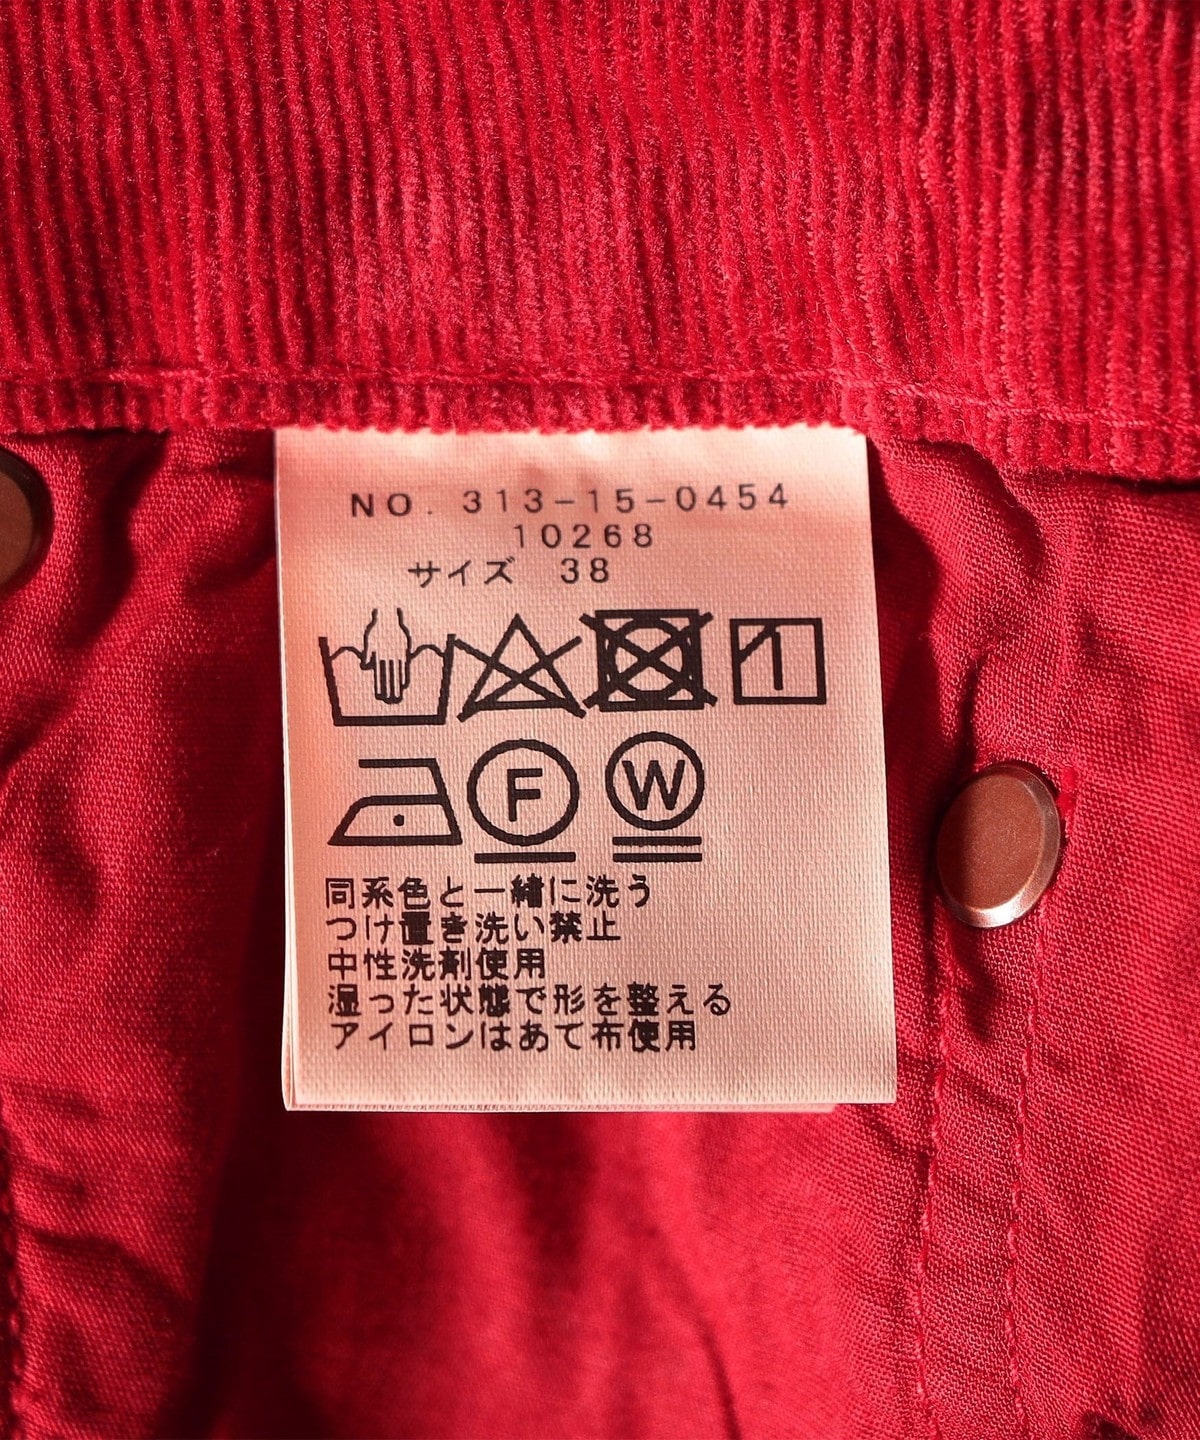 NO. 313-15-0454
10268
サイズ 38
F W
同系色と一緒に洗う
つけ置き洗い禁止
中性洗剤使用
湿った状態で形を整える
アイロンはあて布使用